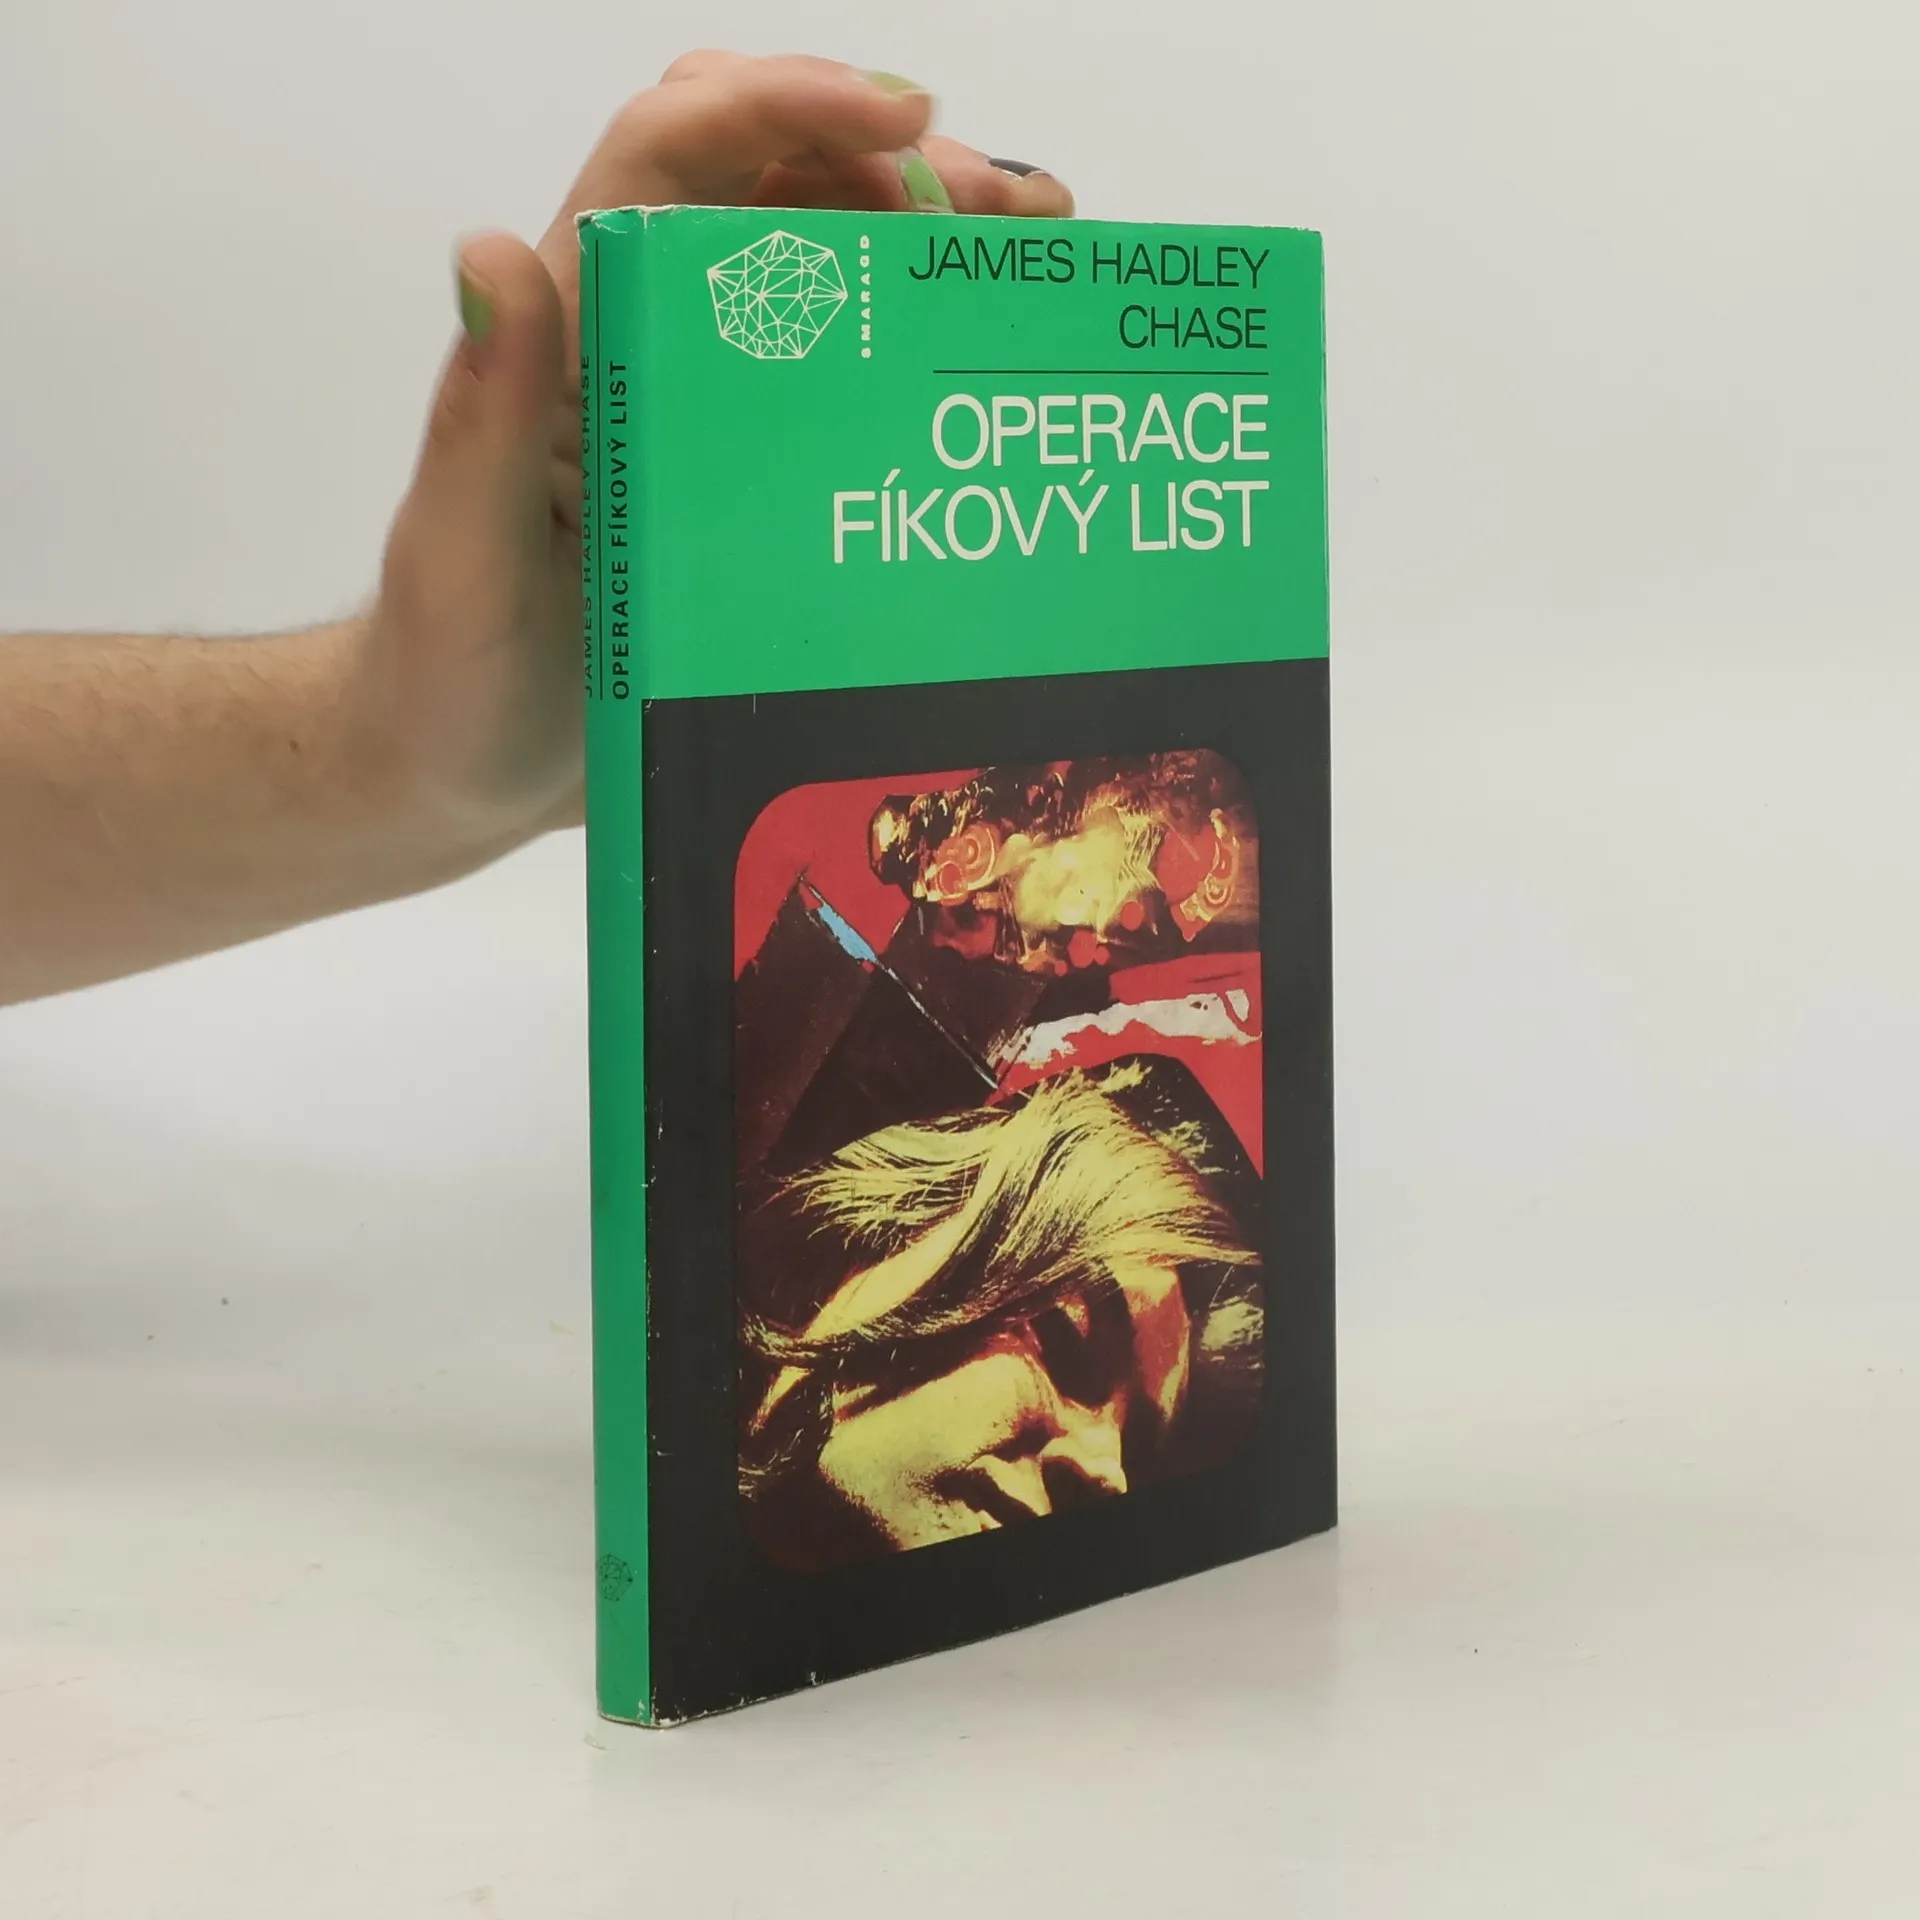 JAMES HADLEY CHASE
OPERACE FÍKOVÝ LIST
SMARAGD
JAMES HADLEY
CHASE
OPERACE
FÍKOVÝ LIST